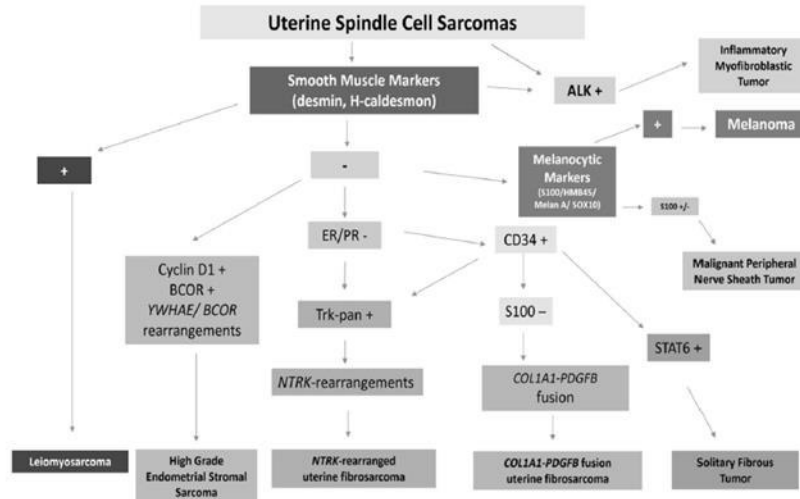 Uterine Spindle Cell Sarcomas
Smooth Muscle Markers
(desmin, H-caldesmon)
ALK +
Inflammatory
Myofibroblastic
Tumor
+
-
Melanocytic
Markers
(S100/HMB45/
Melan A/ SOX10)
+
Melanoma
S100 +/-
Malignant Peripheral
Nerve Sheath Tumor
ER/PR -
CD34 +
Cyclin D1 +
BCOR +
YWHAE/ BCOR
rearrangements
Trk-pan +
S100 –
STAT6 +
NTRK-rearrangements
COL1A1-PDGFB
fusion
Leiomyosarcoma
High Grade
Endometrial Stromal
Sarcoma
NTRK-rearranged
uterine fibrosarcoma
COL1A1-PDGFB fusion
uterine fibrosarcoma
Solitary Fibrous
Tumor